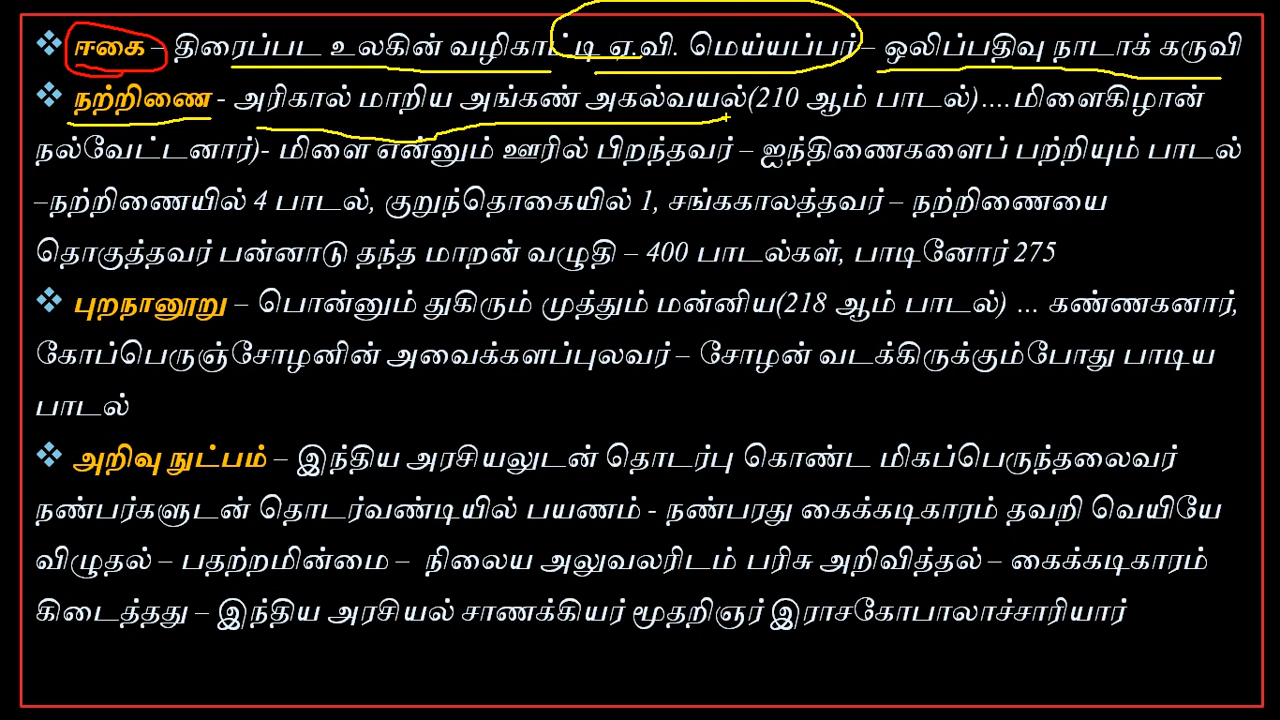 ❖ ஈகை – திரைப்பட உலகின் வழிகாட்டி ஏ.வி. மெய்யப்பர் – ஒலிப்பதிவு நாடாக் கருவி
❖ நற்றிணை - அரிகால் மாறிய அங்கண் அகல்வயல்(210 ஆம் பாடல்)....மிளைகிழான்
நல்வேட்டனார்)- மிளை என்னும் ஊரில் பிறந்தவர் – ஐந்திணைகளைப் பற்றியும் பாடல்
–நற்றிணையில் 4 பாடல், குறுந்தொகையில் 1, சங்ககாலத்தவர் – நற்றிணையை
தொகுத்தவர் பன்னாடு தந்த மாறன் வழுதி – 400 பாடல்கள், பாடினோர் 275
❖ புறநானூறு – பொன்னும் துகிரும் முத்தும் மன்னிய(218 ஆம் பாடல்) ... கண்ணகனார்,
கோப்பெருஞ்சோழனின் அவைக்களப்புலவர் – சோழன் வடக்கிருக்கும்போது பாடிய
பாடல்
❖ அறிவு நுட்பம் – இந்திய அரசியலுடன் தொடர்பு கொண்ட மிகப்பெருந்தலைவர்
நண்பர்களுடன் தொடர்வண்டியில் பயணம் - நண்பரது கைக்கடிகாரம் தவறி வெயியே
விழுதல் – பதற்றமின்மை – நிலைய அலுவலரிடம் பரிசு அறிவித்தல் – கைக்கடிகாரம்
கிடைத்தது – இந்திய அரசியல் சாணக்கியர் மூதறிஞர் இராசகோபாலாச்சாரியார்